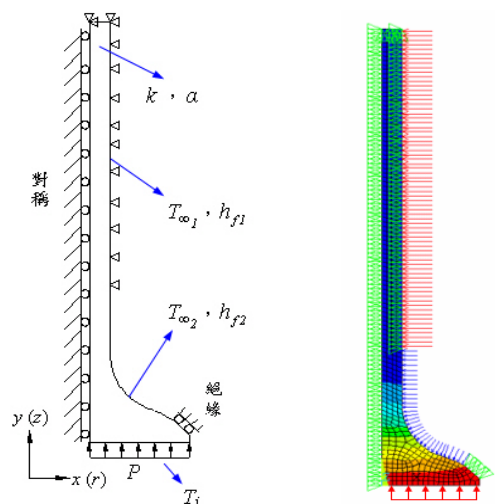 k , α
對稱
T∞1 , hf1
T∞2 , hf2
絕緣
y (z)
x (r)
P
Ti